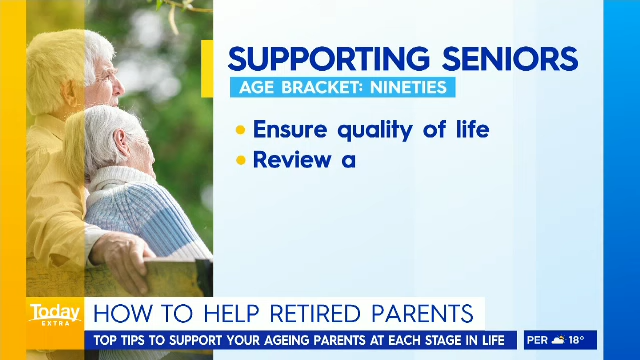 SUPPORTING SENIORS
AGE BRACKET: NINETIES
• Ensure quality of life
• Review a
Today
EXTRA
HOW TO HELP RETIRED PARENTS
TOP TIPS TO SUPPORT YOUR AGEING PARENTS AT EACH STAGE IN LIFE
PER 18°